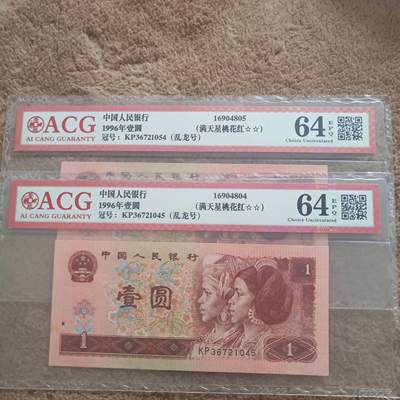 ACG
AI CANG GUARANTY
中国人民银行
1996年壹圆
冠号：KP36721054（乱龙号）
16904805
（满天星桃花红☆☆）
64 EPQ
Choice Uncirculated
ACG
AI CANG GUARANTY
中国人民银行
1996年壹圆
冠号：KP36721045（乱龙号）
16904804
（满天星桃花红☆☆）
64 EPQ
Choice Uncirculated
中国人民银行
1
壹圆
1
KP36721045
1